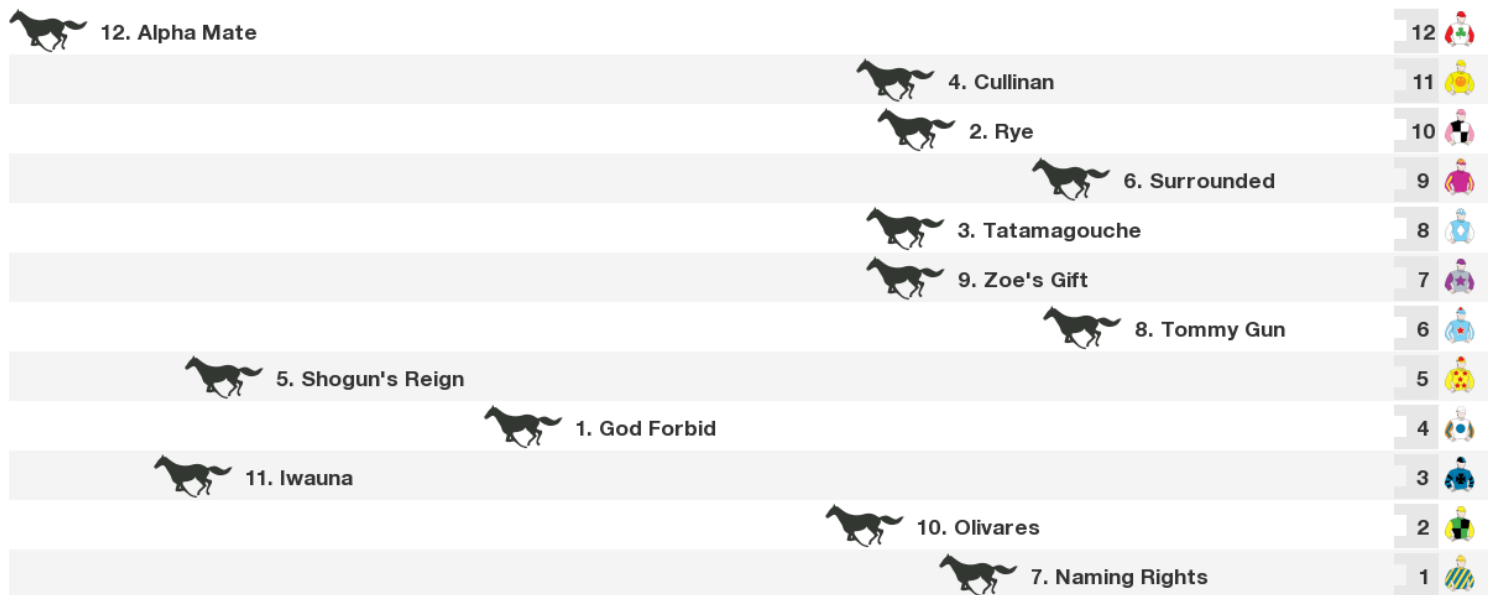 12. Alpha Mate 12
4. Cullinan 11
2. Rye 10
6. Surrounded 9
3. Tatamagouche 8
9. Zoe's Gift 7
8. Tommy Gun 6
5. Shogun's Reign 5
1. God Forbid 4
11. Iwauna 3
10. Olivares 2
7. Naming Rights 1